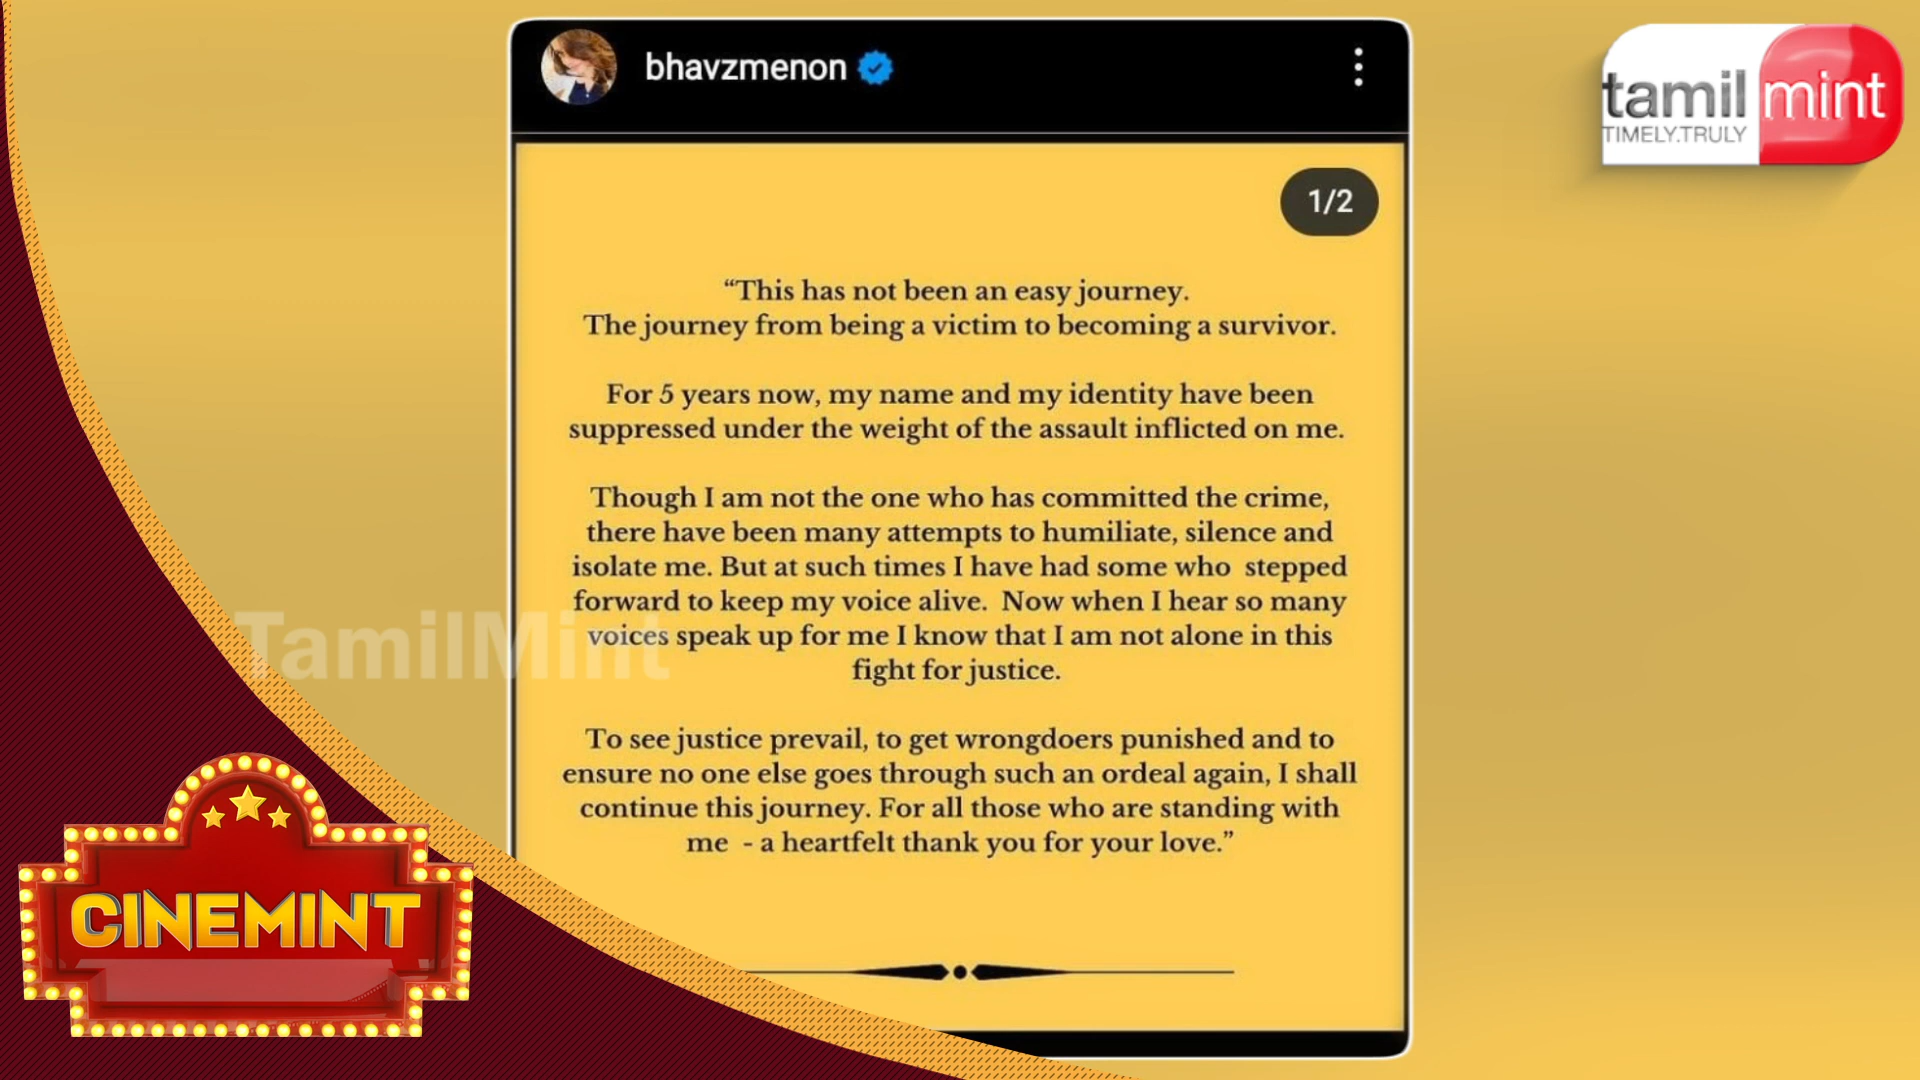 bhavzmenon
tamil mint
TIMELY.TRULY
1/2
“This has not been an easy journey.
The journey from being a victim to becoming a survivor.
For 5 years now, my name and my identity have been
suppressed under the weight of the assault inflicted on me.
Though I am not the one who has committed the crime,
there have been many attempts to humiliate, silence and
isolate me. But at such times I have had some who  stepped
forward to keep my voice alive.  Now when I hear so many
voices speak up for me I know that I am not alone in this
fight for justice.
To see justice prevail, to get wrongdoers punished and to
ensure no one else goes through such an ordeal again, I shall
continue this journey. For all those who are standing with
me  - a heartfelt thank you for your love.”
TamilMint
CINEMINT